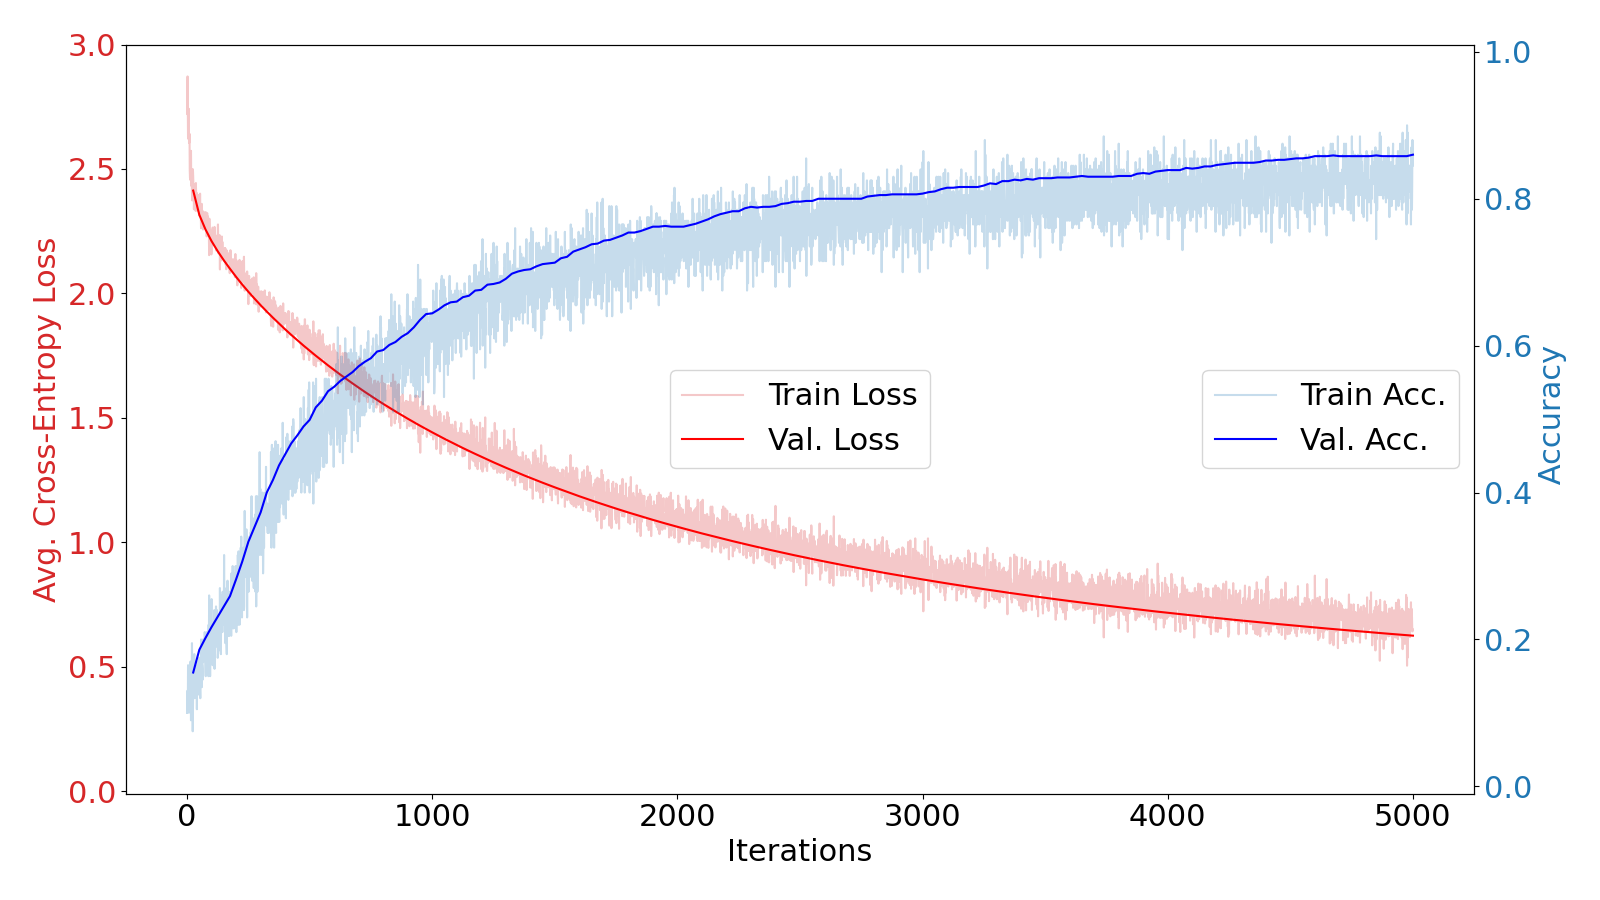 Avg. Cross-Entropy Loss
3.0
2.5
2.0
1.5
1.0
0.5
0.0
0 1000 2000 3000 4000 5000
Iterations
Train Loss
Val. Loss
Train Acc.
Val. Acc.
1.0
0.8
0.6
0.4
0.2
0.0
Accuracy